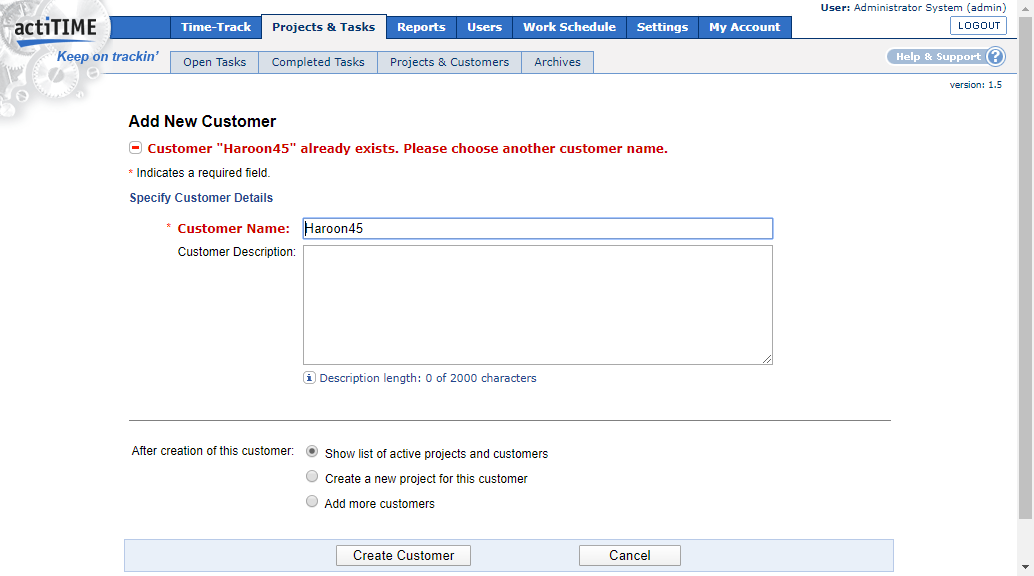 actiTIME
Keep on trackin'
User: Administrator System (admin)
Time-Track Projects & Tasks Reports Users Work Schedule Settings My Account LOGOUT
Open Tasks Completed Tasks Projects & Customers Archives Help & Support ?
version: 1.5
Add New Customer
Customer "Haroon45" already exists. Please choose another customer name.
* Indicates a required field.
Specify Customer Details
* Customer Name: Haroon45
Customer Description:
i Description length: 0 of 2000 characters
After creation of this customer: Show list of active projects and customers
Create a new project for this customer
Add more customers
Create Customer Cancel